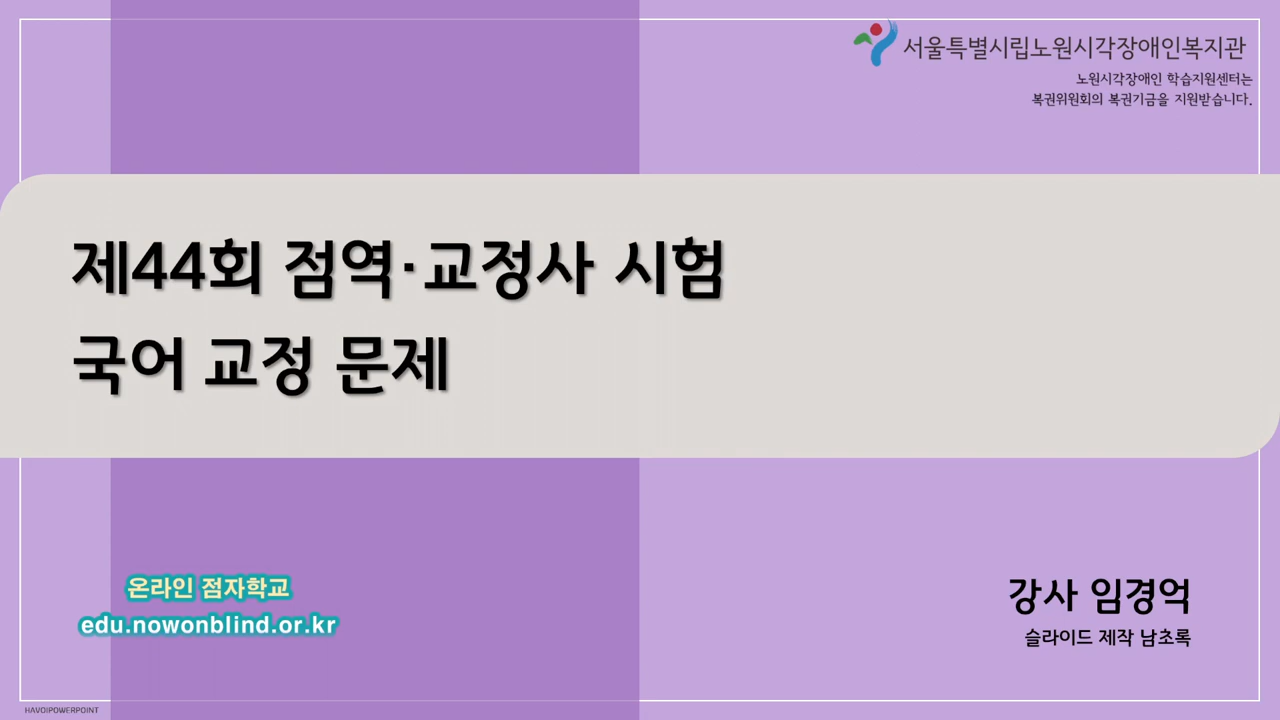 서울특별시립노원시각장애인복지관
노원시각장애인 학습지원센터는
복권위원회의 복권기금을 지원받습니다.
제44회 점역·교정사 시험
국어 교정 문제
온라인 점자학교
edu.nowonblind.or.kr
강사 임경억
슬라이드 제작 남초록
HAVOIPOWERPOINT